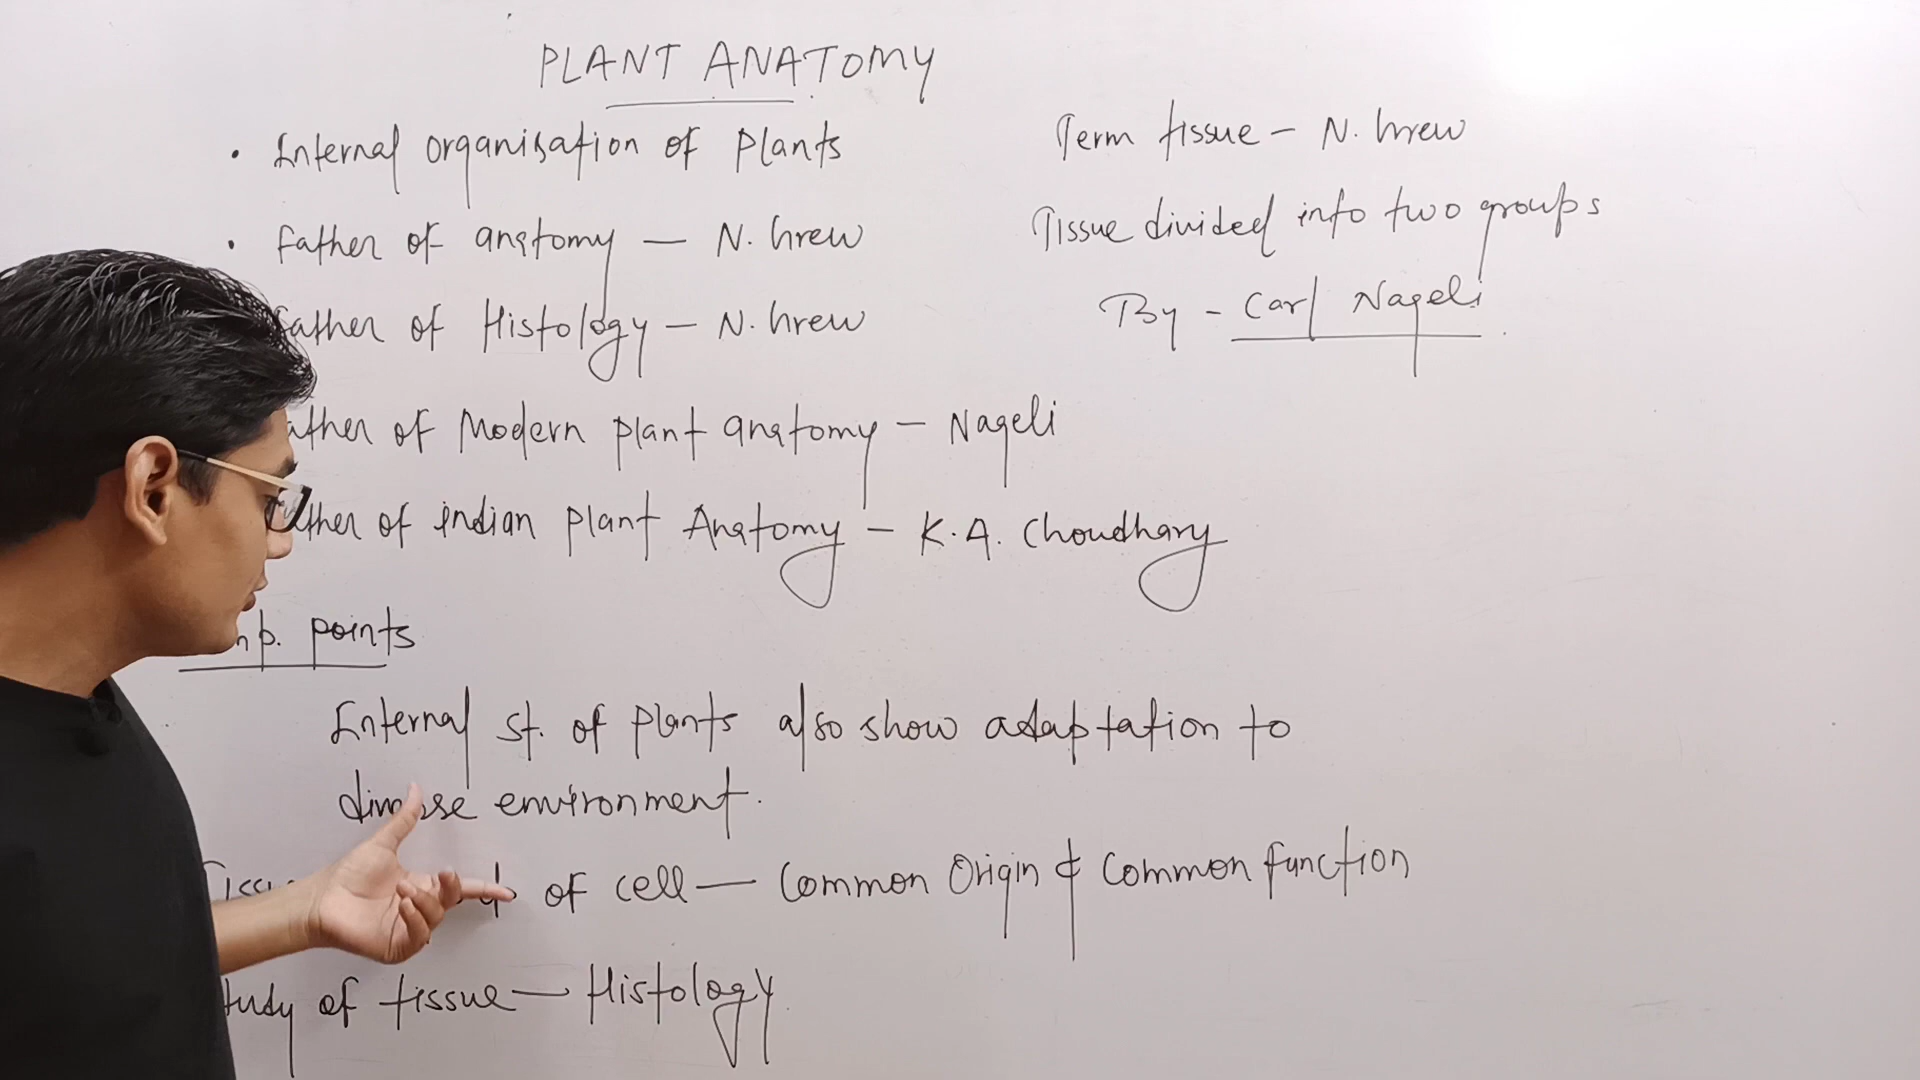 PLANT ANATOMY
• Internal organisation of plants
• father of anatomy — N. Grew
father of Histology — N. Grew
father of Modern plant anatomy — Nageli
father of indian plant Anatomy — K.A. Choudhary
Imp. points
Internal st. of plants also show adaptation to
diverse environment.
of cell — Common Origin & Common function
study of tissue — Histology
Term tissue — N. Grew
Tissue divided into two groups
By - Carl Nageli